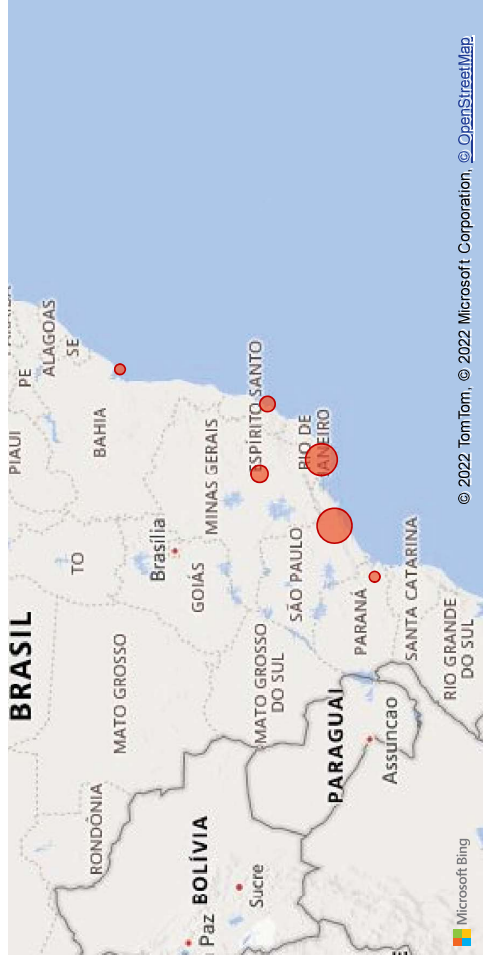 BRASIL
PIAUÍ
PE
ALAGOAS
SE
TO
RONDÔNIA
BAHIA
MATO GROSSO
Brasília
GOIÁS
BOLÍVIA
Paz
MINAS GERAIS
ESPÍRITO SANTO
Sucre
MATO GROSSO
DO SUL
SÃO PAULO
RIO DE
JANEIRO
PARAGUAI
PARANÁ
Assuncao
SANTA CATARINA
RIO GRANDE
DO SUL
Microsoft Bing
© 2022 TomTom, © 2022 Microsoft Corporation, © OpenStreetMap